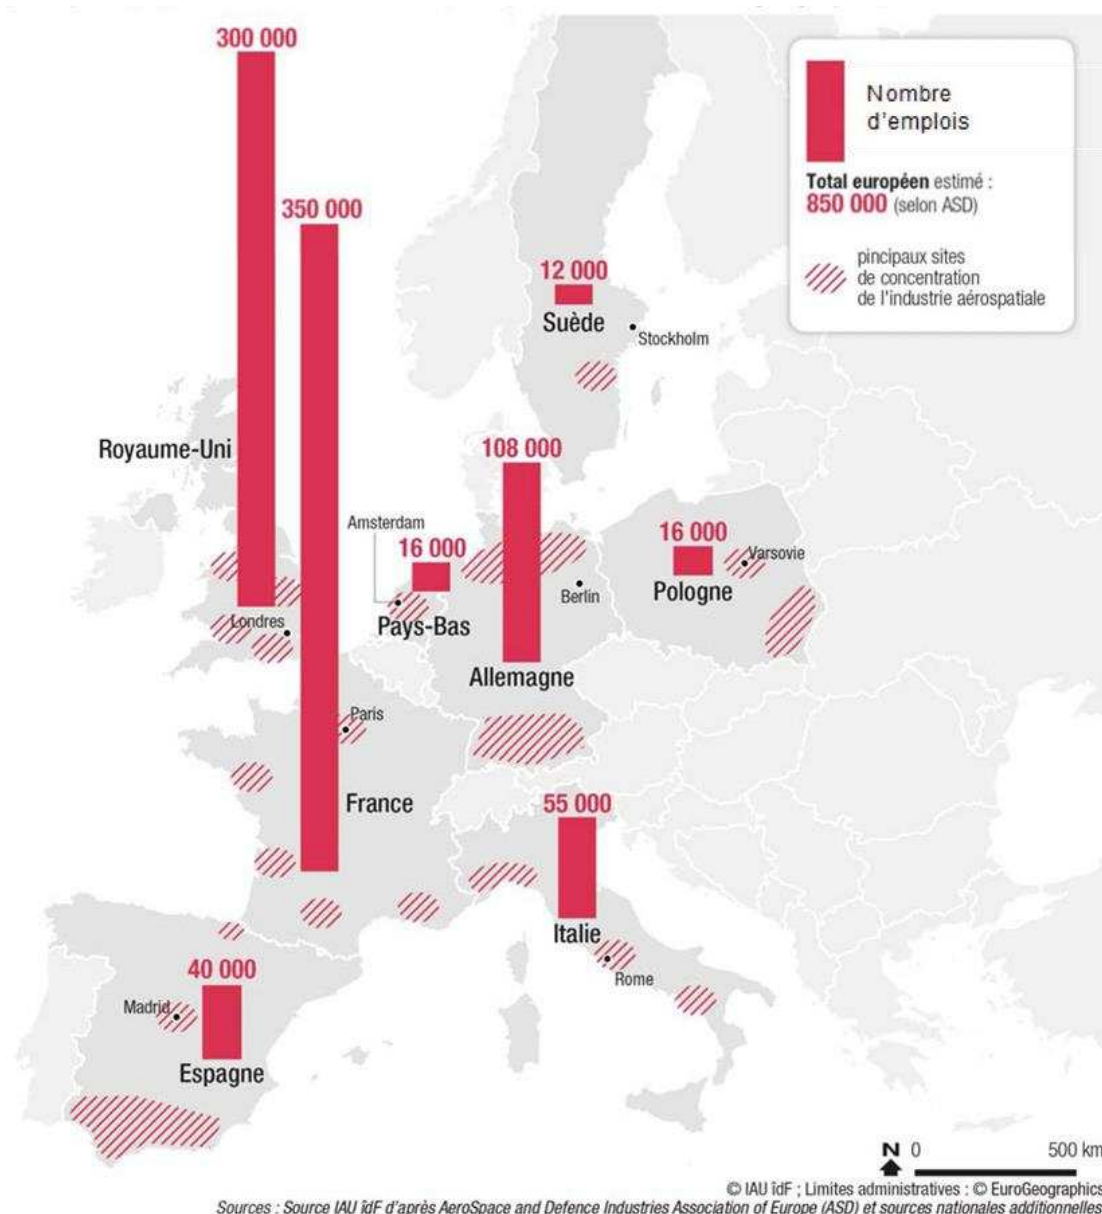 300 000
Nombre
d'emplois
Total européen estimé :
850 000 (selon ASD)
350 000
pincipaux sites
de concentration
de l'industrie aérospatiale
12 000
Suède
Stockholm
Royaume-Uni
108 000
Amsterdam
16 000
16 000
Varsovie
Berlin
Pologne
Londres
Pays-Bas
Allemagne
Paris
France
55 000
Italie
40 000
Rome
Madrid
Espagne
N 0 500 km
© IAU îdF ; Limites administratives : © EuroGeographics
Sources : Source IAU îdF d'après AeroSpace and Defence Industries Association of Europe (ASD) et sources nationales additionnelles